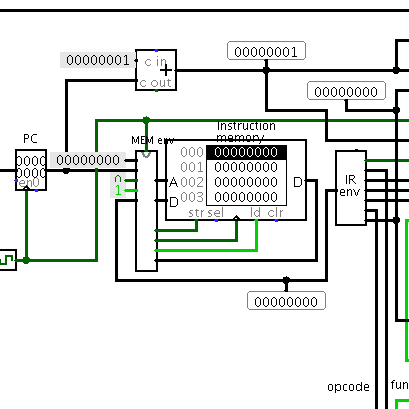 00000001
c in
+
c out
00000001
00000000
PC
MEM env
Instruction
memory
0000
0000
en0
00000000
0
1
A
D
000 00000000
001 00000000
002 00000000
003 00000000
D
str sel ld clr
IR
env
00000000
opcode
fun